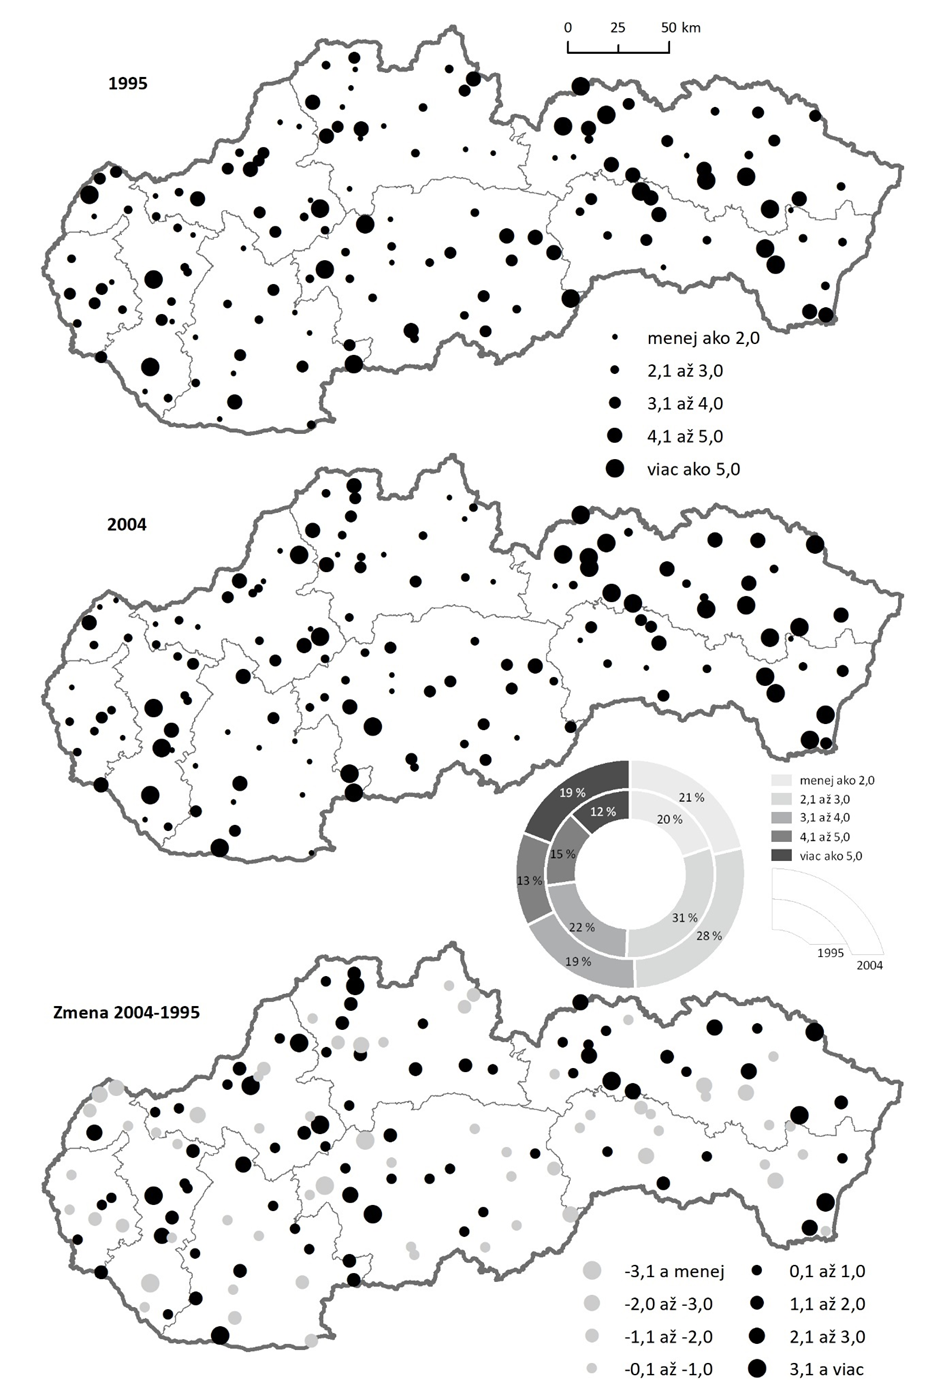 0 25 50 km
1995
menej ako 2,0
2,1 až 3,0
3,1 až 4,0
4,1 až 5,0
viac ako 5,0
2004
menej ako 2,0
2,1 až 3,0
3,1 až 4,0
4,1 až 5,0
viac ako 5,0
19 %
21 %
12 %
20 %
15 %
13 %
31 %
22 %
28 %
19 %
1995
2004
Zmena 2004-1995
-3,1 a menej
0,1 až 1,0
-2,0 až -3,0
1,1 až 2,0
-1,1 až -2,0
2,1 až 3,0
-0,1 až -1,0
3,1 a viac